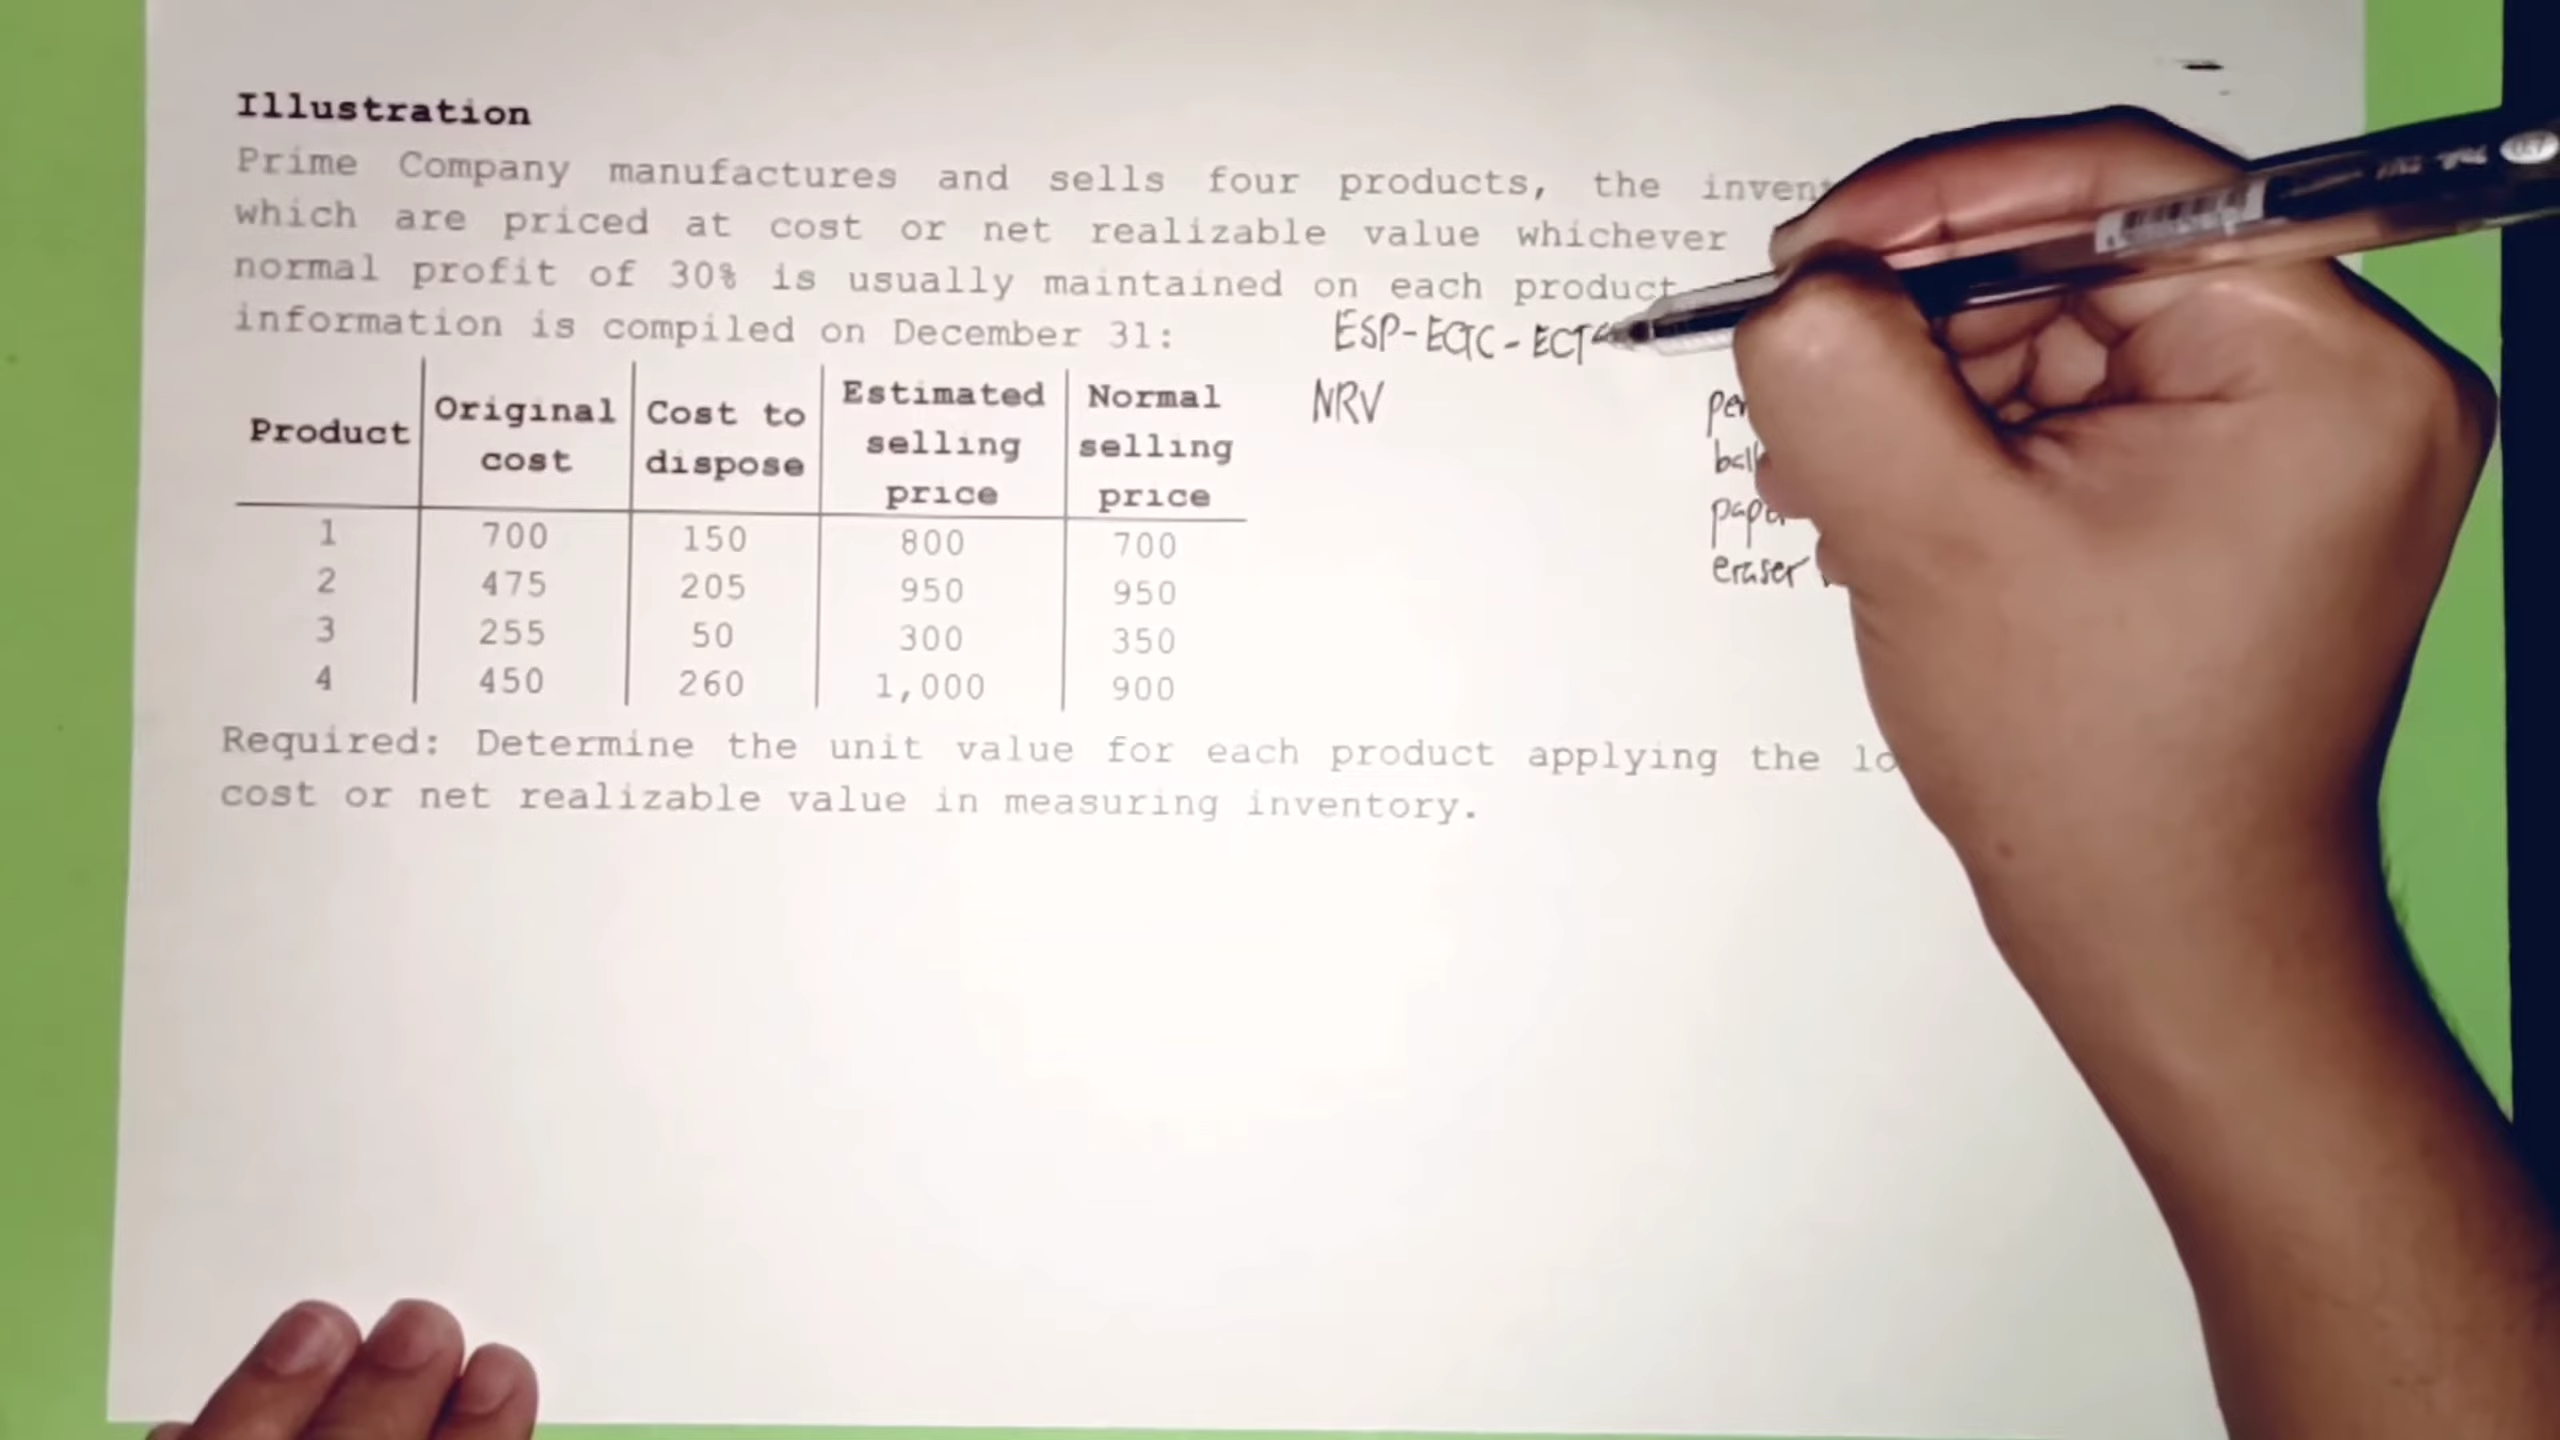 Illustration
Prime Company manufactures and sells four products, the
which are priced at cost or net realizable value whichever
normal profit of 30% is usually maintained on each product
information is compiled on December 31:
ESP-ECTC-ECT
Product Original cost Cost to dispose Estimated selling price Normal selling price
NRV
1 700 150 800 700
2 475 205 950 950
3 255 50 300 350
4 450 260 1,000 900
eraser
Required: Determine the unit value for each product applying the
cost or net realizable value in measuring inventory.